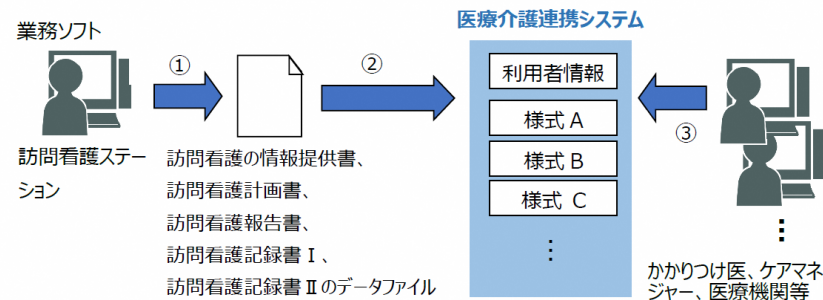 業務ソフト
医療介護連携システム
①
②
利用者情報
様式 A
様式 B
様式 C
⋮
③
訪問看護ステー
ション
訪問看護の情報提供書、
訪問看護計画書、
訪問看護報告書、
訪問看護記録書Ⅰ、
訪問看護記録書Ⅱのデータファイル
⋮
かかりつけ医、ケアマネ
ジャー、医療機関等